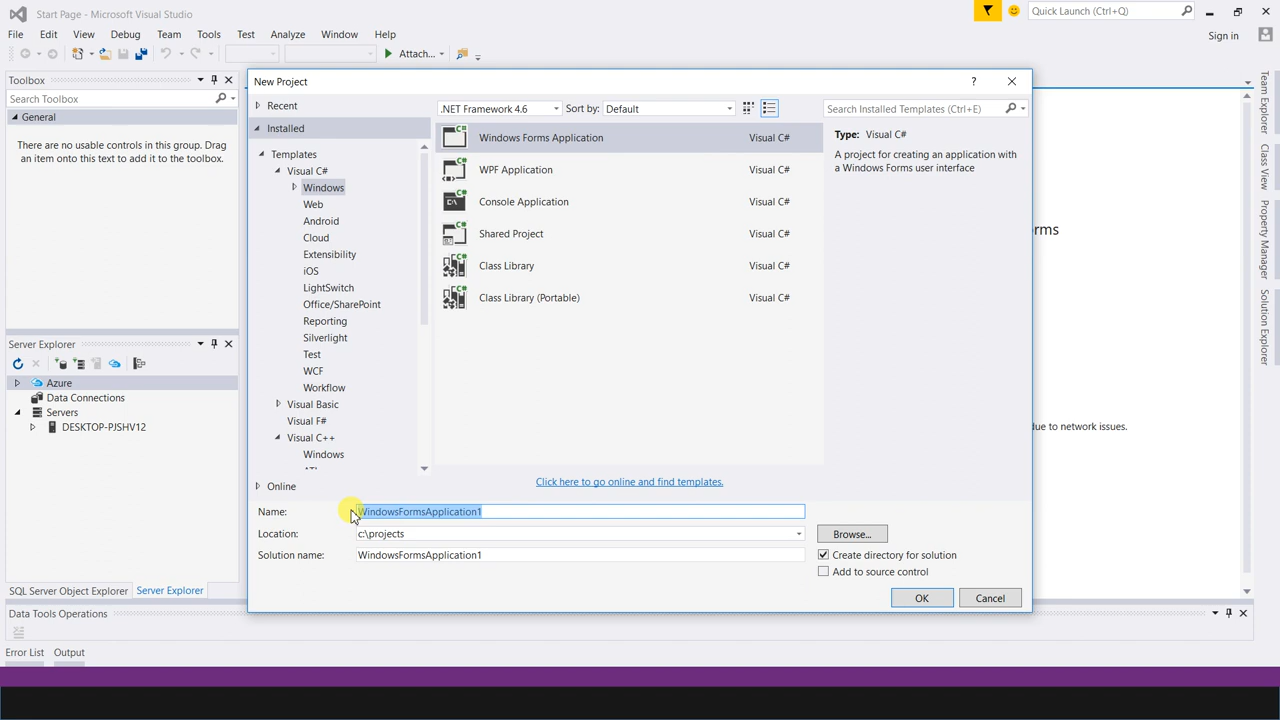 Start Page - Microsoft Visual Studio
Quick Launch (Ctrl+Q)
File Edit View Debug Team Tools Test Analyze Window Help
Sign in
Attach...
Toolbox
Search Toolbox
General
There are no usable controls in this group. Drag
an item onto this text to add it to the toolbox.
Server Explorer
Azure
Data Connections
Servers
DESKTOP-PJSHV12
SQL Server Object Explorer Server Explorer
Data Tools Operations
Error List Output
New Project
?
Recent
Installed
Templates
Visual C#
Windows
Web
Android
Cloud
Extensibility
iOS
LightSwitch
Office/SharePoint
Reporting
Silverlight
Test
WCF
Workflow
Visual Basic
Visual F#
Visual C++
Windows
Online
.NET Framework 4.6 Sort by: Default
Search Installed Templates (Ctrl+E)
Windows Forms Application Visual C#
WPF Application Visual C#
Console Application Visual C#
Shared Project Visual C#
Class Library Visual C#
Class Library (Portable) Visual C#
Type: Visual C#
A project for creating an application with
a Windows Forms user interface
Click here to go online and find templates.
Name: WindowsFormsApplication1
Location: c:\projects
Browse...
Solution name: WindowsFormsApplication1
Create directory for solution
Add to source control
OK Cancel
rms
due to network issues.
Team Explorer
Class View
Property Manager
Solution Explorer